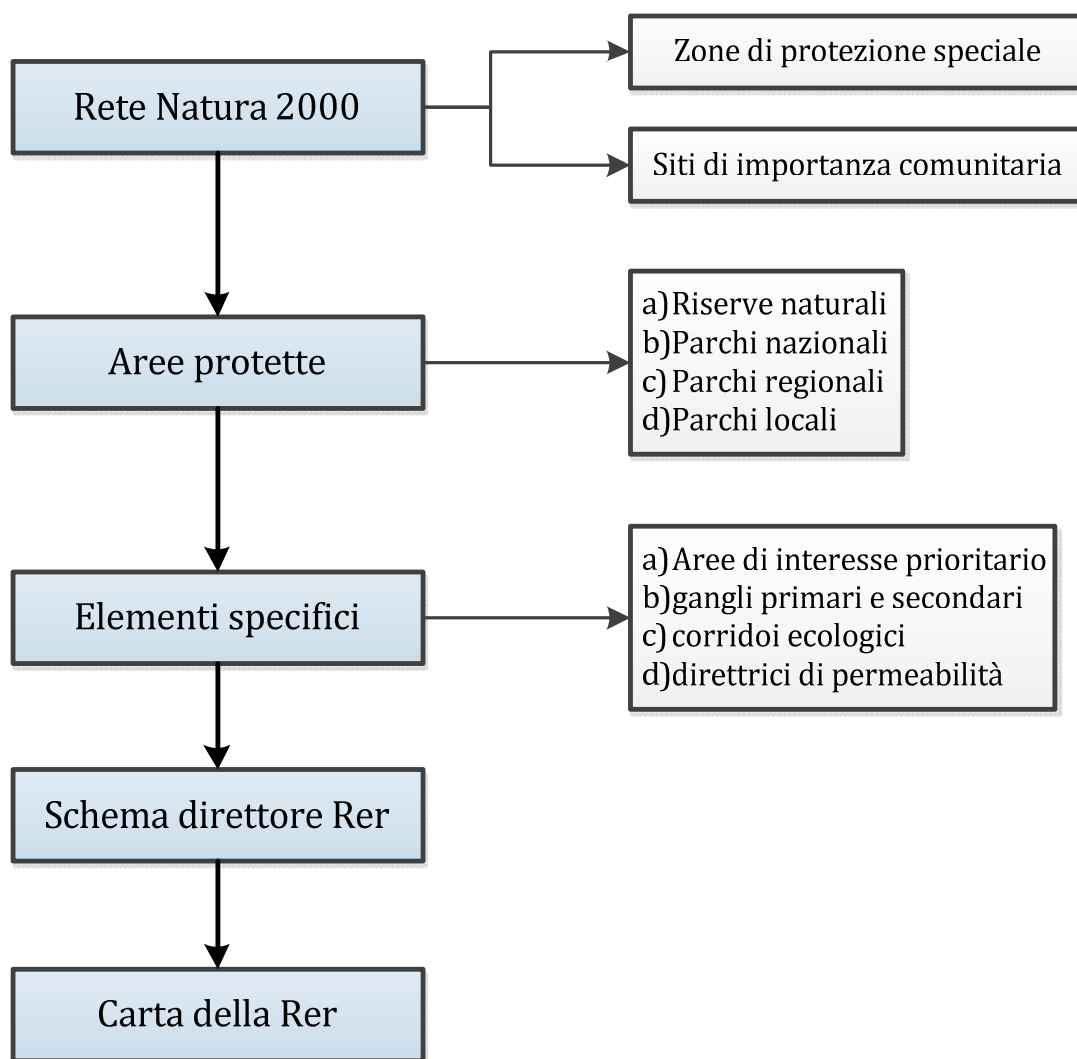 Rete Natura 2000
Zone di protezione speciale
Siti di importanza comunitaria
Aree protette
a)Riserve naturali
b)Parchi nazionali
c)Parchi regionali
d)Parchi locali
Elementi specifici
a)Aree di interesse prioritario
b)gangli primari e secondari
c)corridoi ecologici
d)direttrici di permeabilità
Schema direttore Rer
Carta della Rer